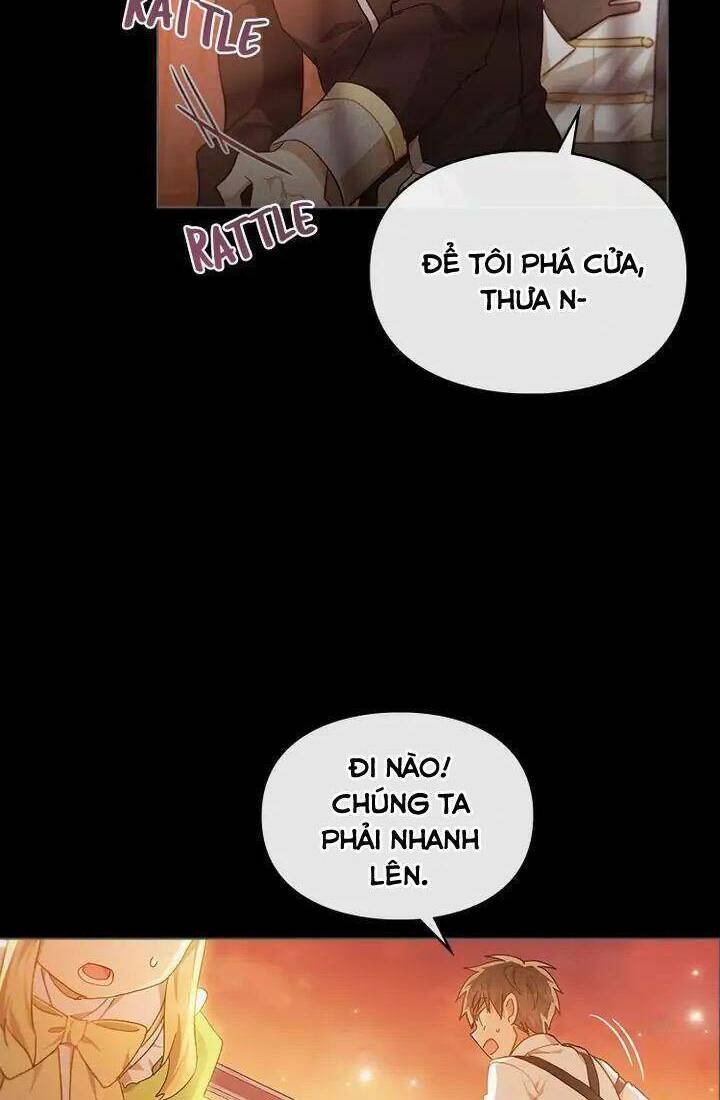 RATTLE
RATTLE
ĐỂ TÔI PHÁ CỬA,
THƯA N-
ĐI NÀO!
CHÚNG TA
PHẢI NHANH
LÊN.